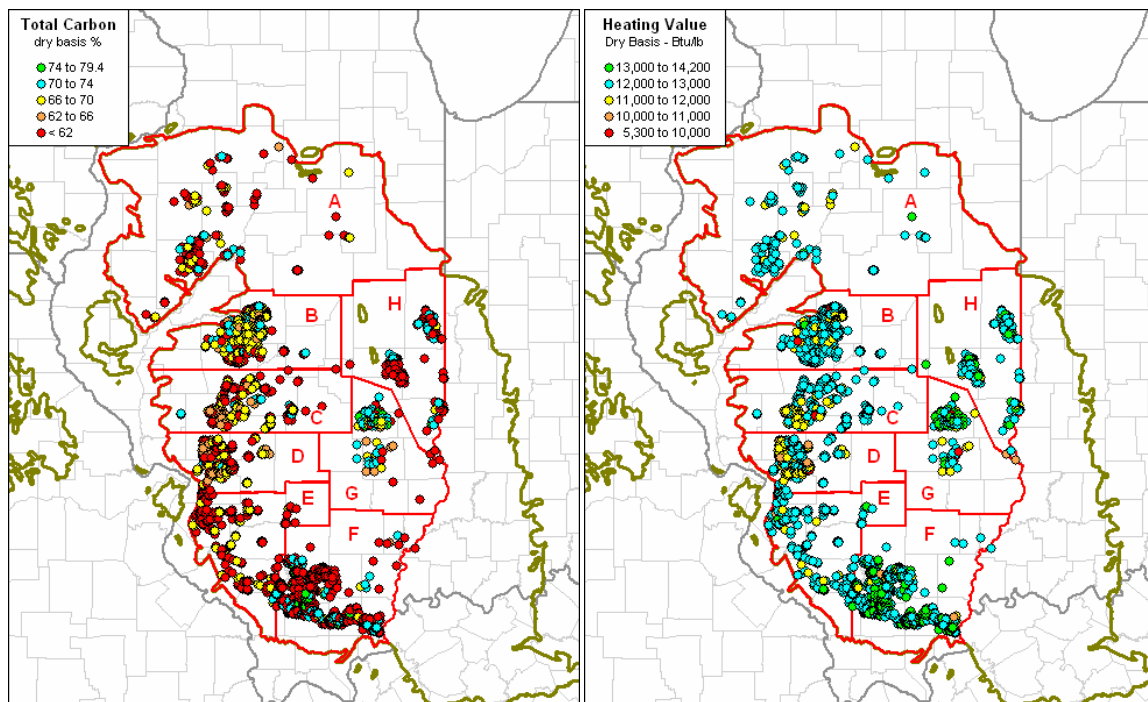 Total Carbon
dry basis %
74 to 79.4
70 to 74
66 to 70
62 to 66
< 62
A
B
H
C
D
E
G
F
Heating Value
Dry Basis - Btu/lb
13,000 to 14,200
12,000 to 13,000
11,000 to 12,000
10,000 to 11,000
5,300 to 10,000
A
H
B
C
D
E
G
F